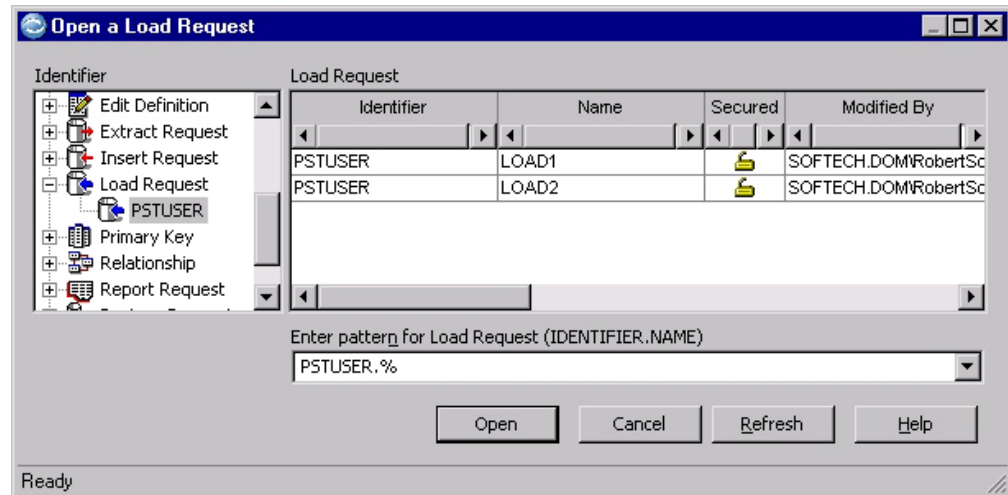 Open a Load Request
Identifier
Edit Definition
Extract Request
Insert Request
Load Request
PSTUSER
Primary Key
Relationship
Report Request
Load Request
Identifier Name Secured Modified By
PSTUSER LOAD1 SOFTECH.DOM\RobertSc
PSTUSER LOAD2 SOFTECH.DOM\RobertSc
Enter pattern for Load Request (IDENTIFIER.NAME)
PSTUSER.%
Open Cancel Refresh Help
Ready